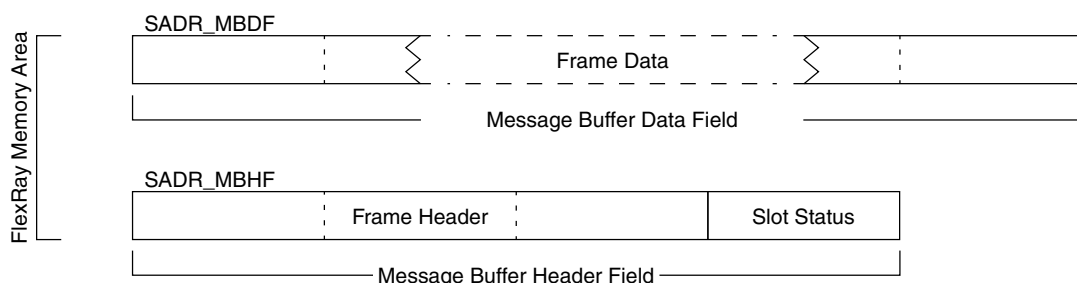 SADR_MBDF
Frame Data
Message Buffer Data Field
FlexRay Memory Area
SADR_MBHF
Frame Header
Slot Status
Message Buffer Header Field